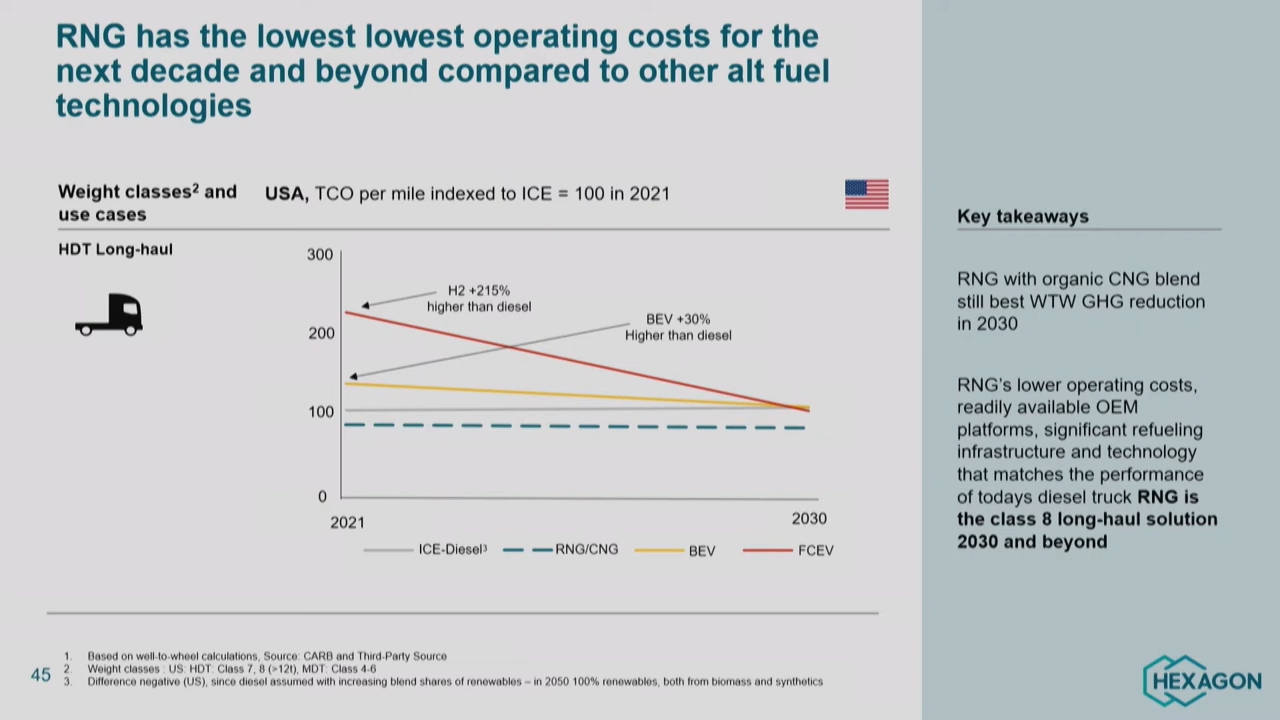 RNG has the lowest lowest operating costs for the
next decade and beyond compared to other alt fuel
technologies
Weight classes² and
use cases
USA, TCO per mile indexed to ICE = 100 in 2021
HDT Long-haul
300
200
100
0
2021
2030
H2 +215%
higher than diesel
BEV +30%
Higher than diesel
ICE-Diesel³
RNG/CNG
BEV
FCEV
Key takeaways
RNG with organic CNG blend
still best WTW GHG reduction
in 2030
RNG's lower operating costs,
readily available OEM
platforms, significant refueling
infrastructure and technology
that matches the performance
of todays diesel truck RNG is
the class 8 long-haul solution
2030 and beyond
1. Based on well-to-wheel calculations, Source: CARB and Third-Party Source
2. Weight classes : US: HDT: Class 7, 8 (>12t), MDT: Class 4-6
3. Difference negative (US), since diesel assumed with increasing blend shares of renewables – in 2050 100% renewables, both from biomass and synthetics
45
HEXAGON